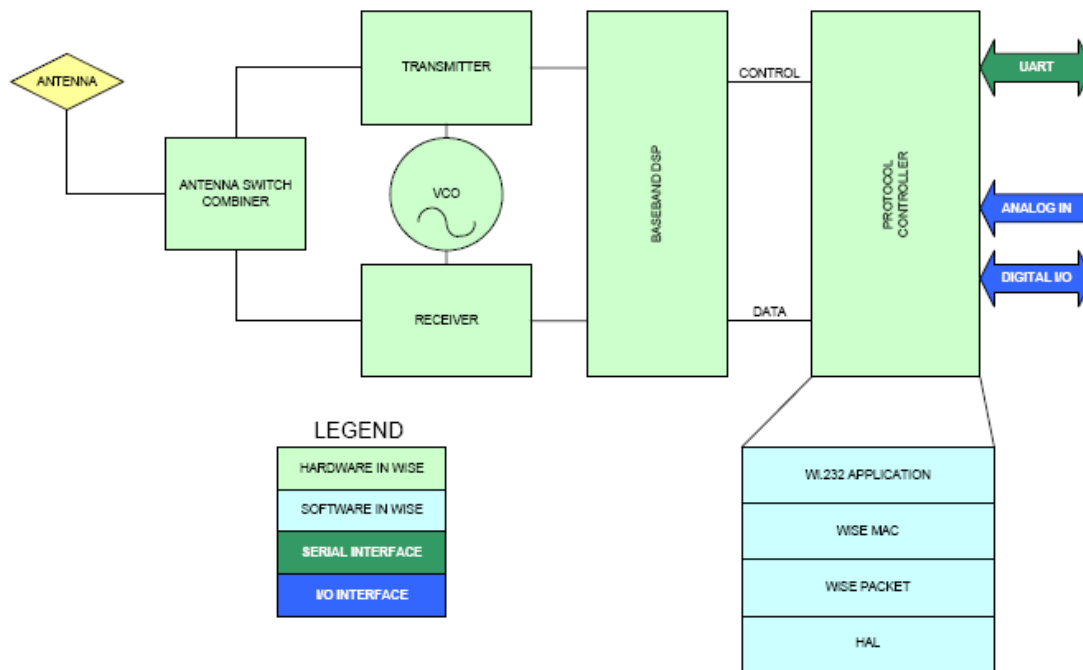 ANTENNA
ANTENNA SWITCH
COMBINER
TRANSMITTER
VCO
RECEIVER
BASEBAND DSP
CONTROL
DATA
PROTOCOL
CONTROLLER
UART
ANALOG IN
DIGITAL I/O
LEGEND
HARDWARE IN WISE
SOFTWARE IN WISE
SERIAL INTERFACE
I/O INTERFACE
WI.232 APPLICATION
WISE MAC
WISE PACKET
HAL